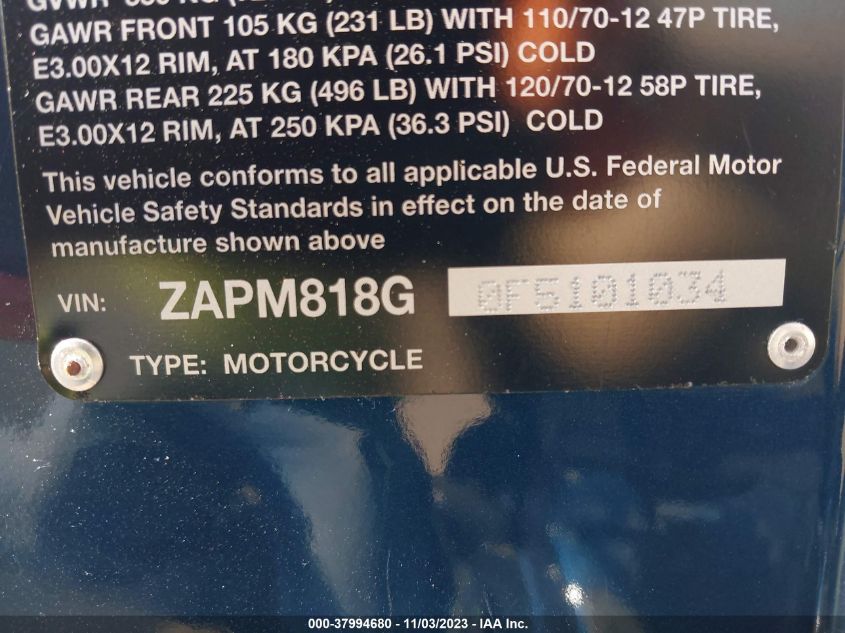 GAWR FRONT 105 KG (231 LB) WITH 110/70-12 47P TIRE,
E3.00X12 RIM, AT 180 KPA (26.1 PSI) COLD
GAWR REAR 225 KG (496 LB) WITH 120/70-12 58P TIRE,
E3.00X12 RIM, AT 250 KPA (36.3 PSI) COLD
This vehicle conforms to all applicable U.S. Federal Motor
Vehicle Safety Standards in effect on the date of
manufacture shown above
VIN: ZAPM818G 0F5101034
TYPE: MOTORCYCLE
000-37994680 - 11/03/2023 - IAA Inc.